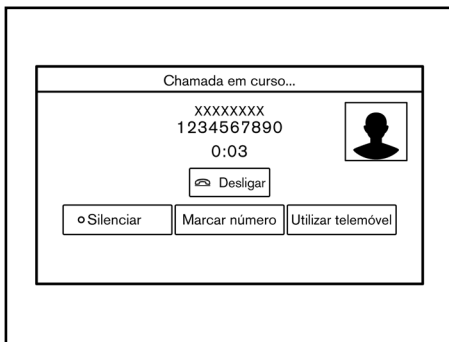 Chamada em curso...
XXXXXXXX
1234567890
0:03
Desligar
Silenciar Marcar número Utilizar telemóvel